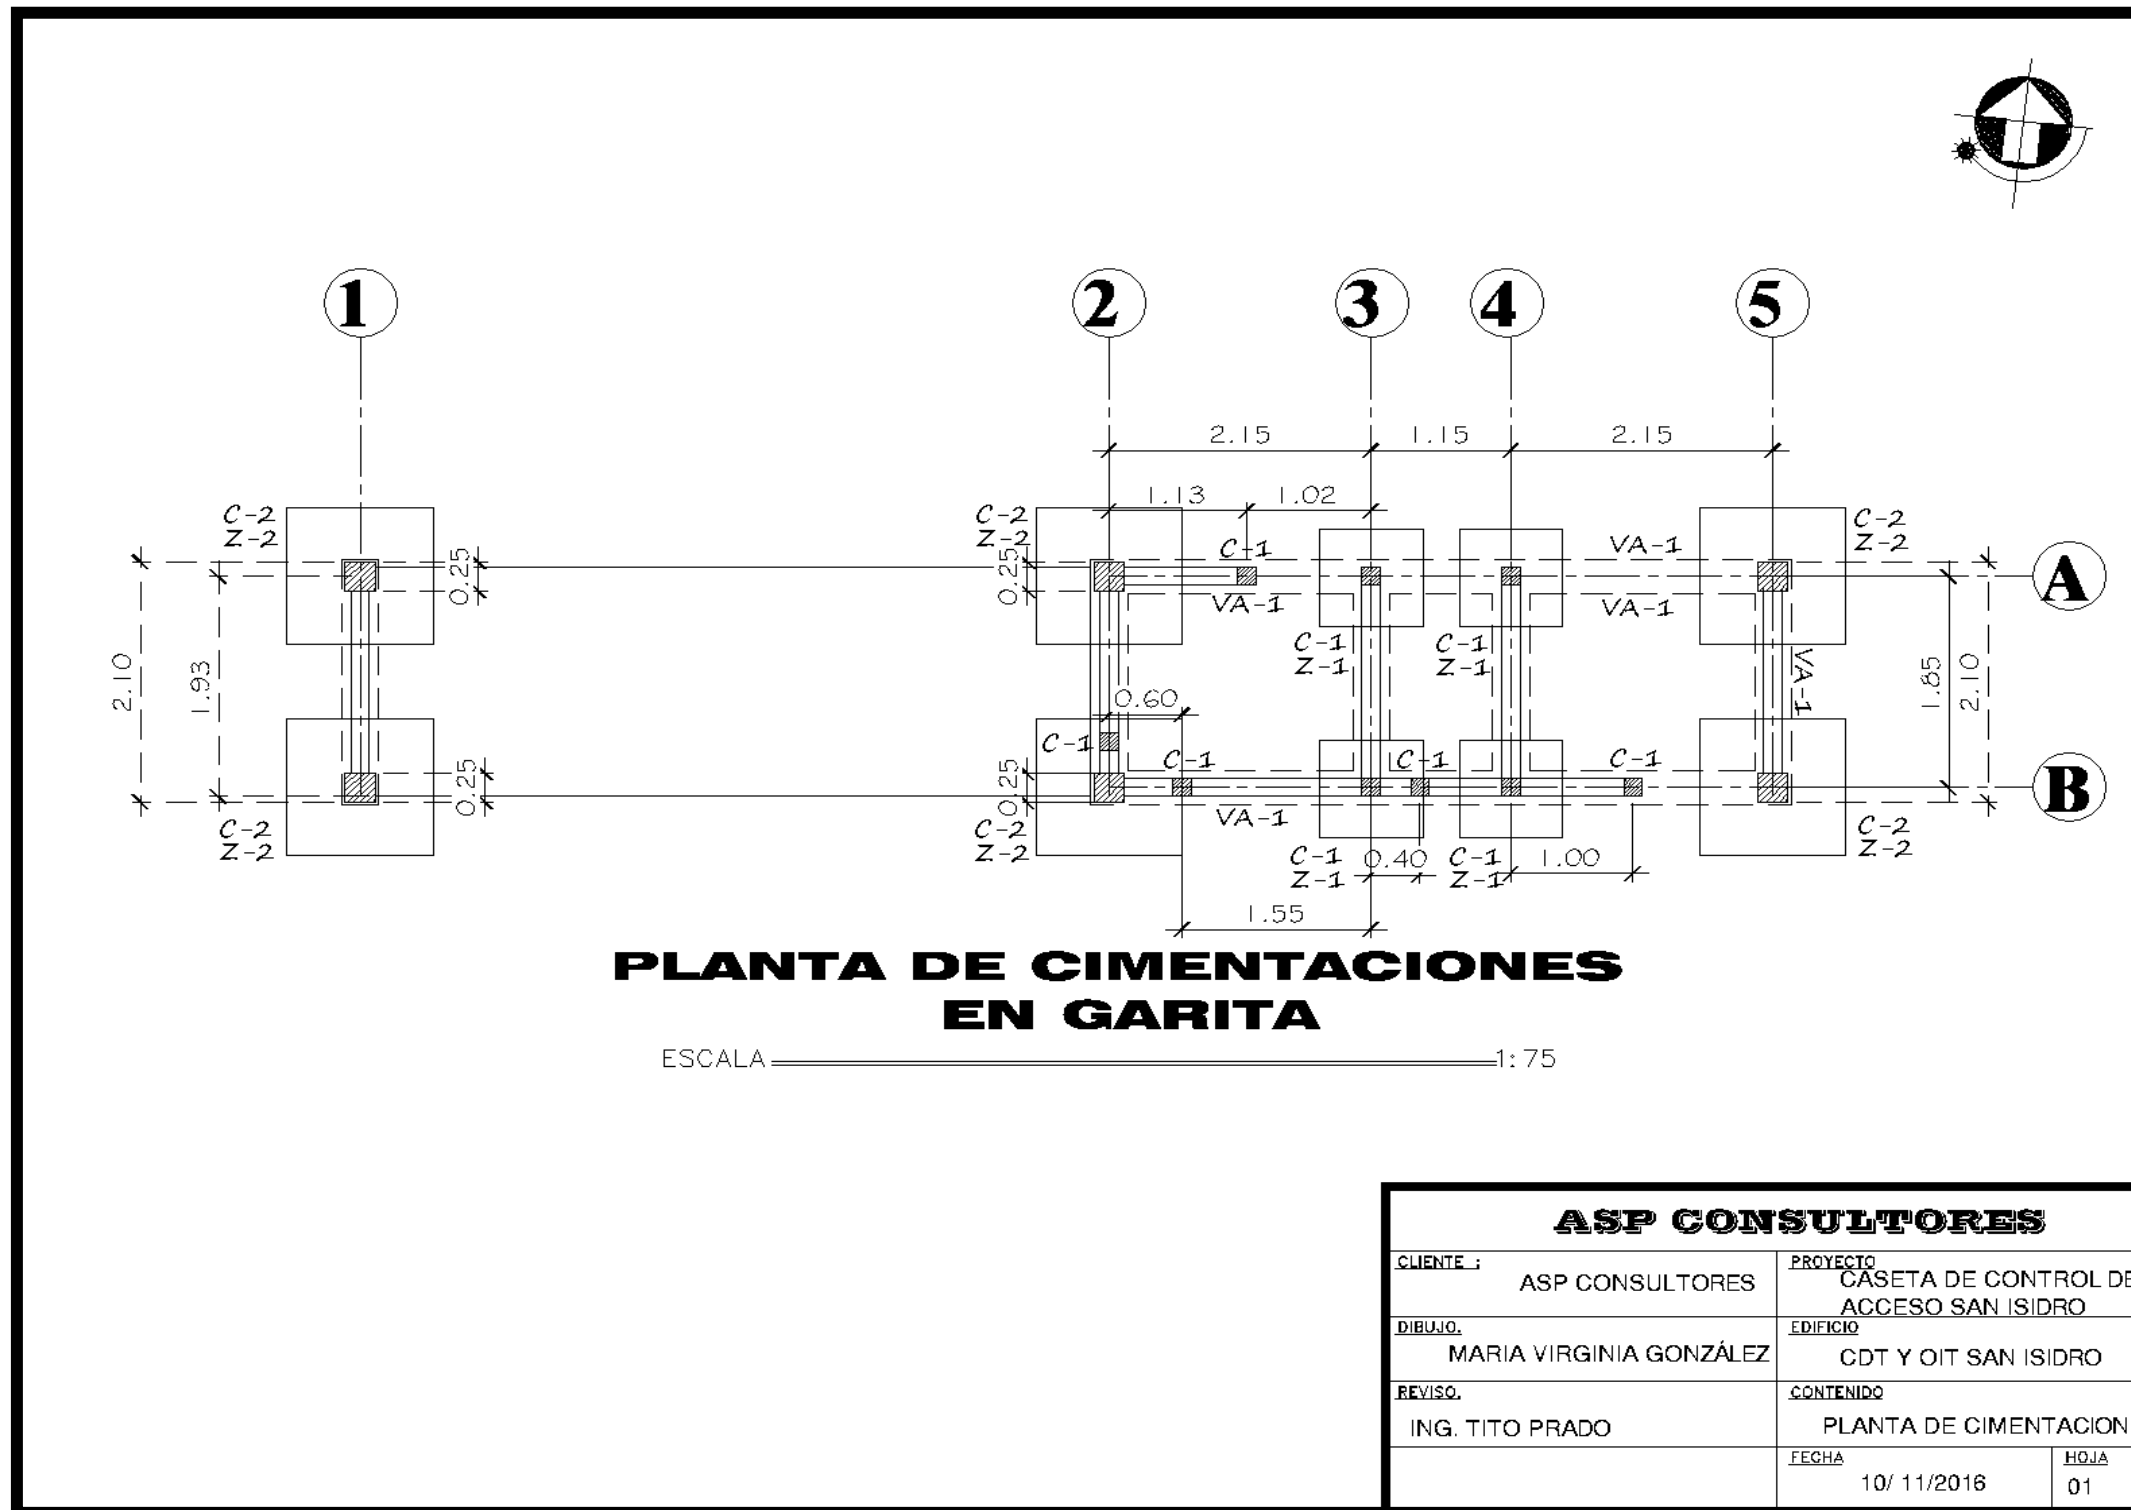 1
2
3
4
5
2.15
1.15
2.15
1.13
1.02
C-2
Z-2
C-2
Z-2
C-2
Z-2
0.25
0.25
C-1
VA-1
VA-1
VA-1
A
C-1
Z-1
C-1
Z-1
VA-1
2.10
1.93
1.85
2.10
0.60
C-1
C-1
C-1
C-1
0.25
0.25
VA-1
B
C-2
Z-2
C-2
Z-2
C-2
Z-2
C-1
Z-1
0.40
C-1
Z-1
1.00
1.55
PLANTA DE CIMENTACIONES
EN GARITA
ESCALA 1:75
ASP CONSULTORES
CLIENTE :
ASP CONSULTORES
PROYECTO
CASETA DE CONTROL DE
ACCESO SAN ISIDRO
DIBUJO.
MARIA VIRGINIA GONZÁLEZ
EDIFICIO
CDT Y OIT SAN ISIDRO
REVISO.
ING. TITO PRADO
CONTENIDO
PLANTA DE CIMENTACION
FECHA
10/ 11/2016
HOJA
01